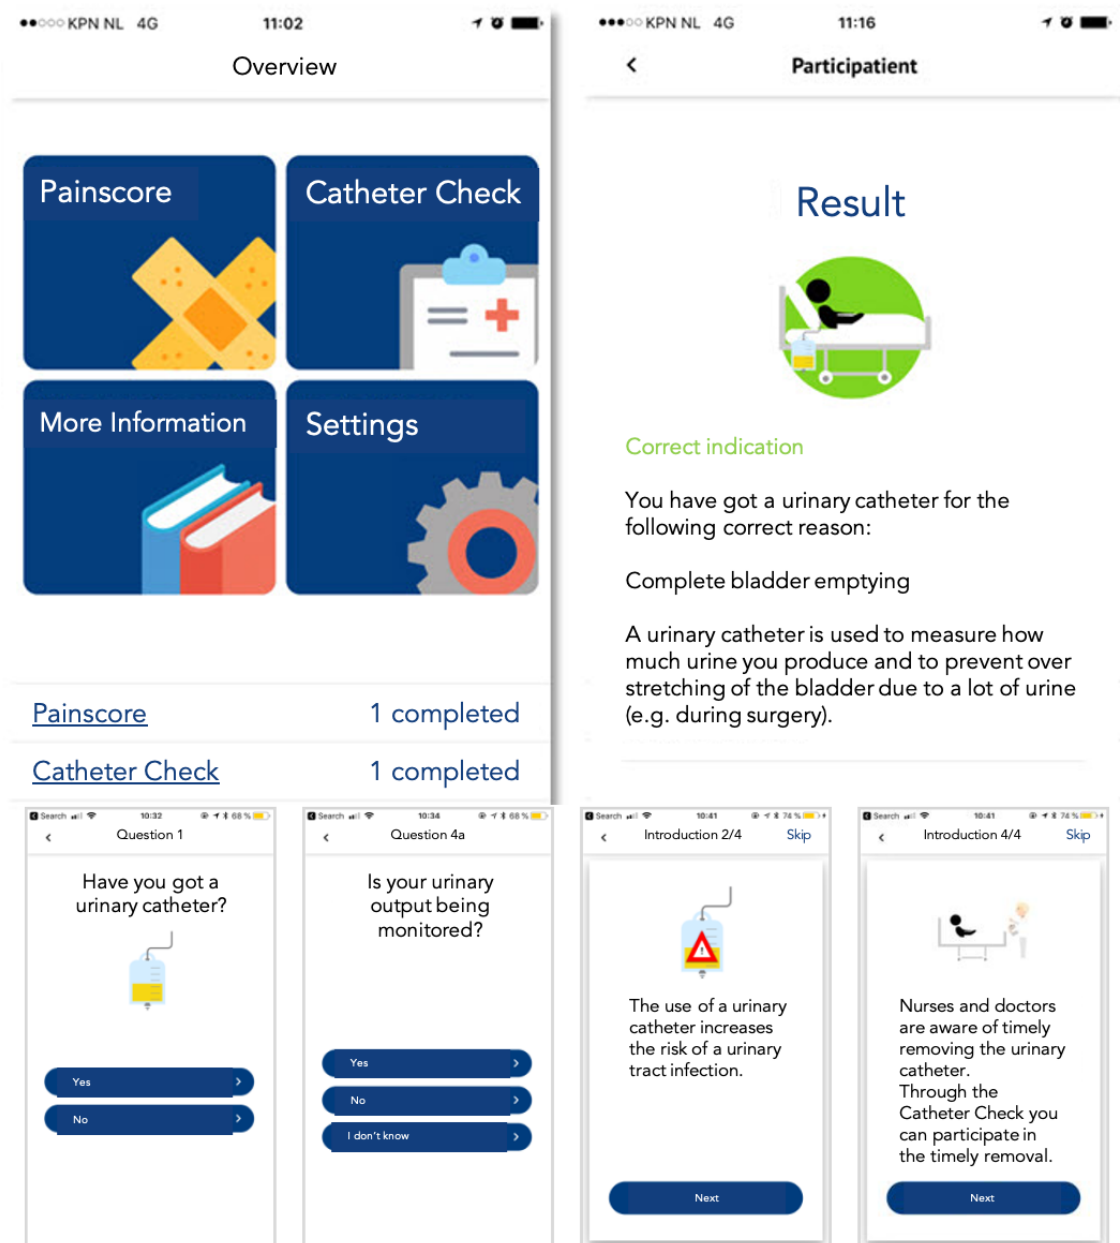 KPN NL 4G 11:02
Overview
Painscore
Catheter Check
More Information
Settings
Painscore 1 completed
Catheter Check 1 completed
KPN NL 4G 11:16
Participatient
Result
Correct indication
You have got a urinary catheter for the
following correct reason:
Complete bladder emptying
A urinary catheter is used to measure how
much urine you produce and to prevent over
stretching of the bladder due to a lot of urine
(e.g. during surgery).
Search 10:32 68 %
Question 1
Have you got a
urinary catheter?
Yes
No
Search 10:34 68 %
Question 4a
Is your urinary
output being
monitored?
Yes
No
I don't know
Search 10:41 74 %
Introduction 2/4 Skip
The use of a urinary
catheter increases
the risk of a urinary
tract infection.
Next
Search 10:41 74 %
Introduction 4/4 Skip
Nurses and doctors
are aware of timely
removing the urinary
catheter.
Through the
Catheter Check you
can participate in
the timely removal.
Next